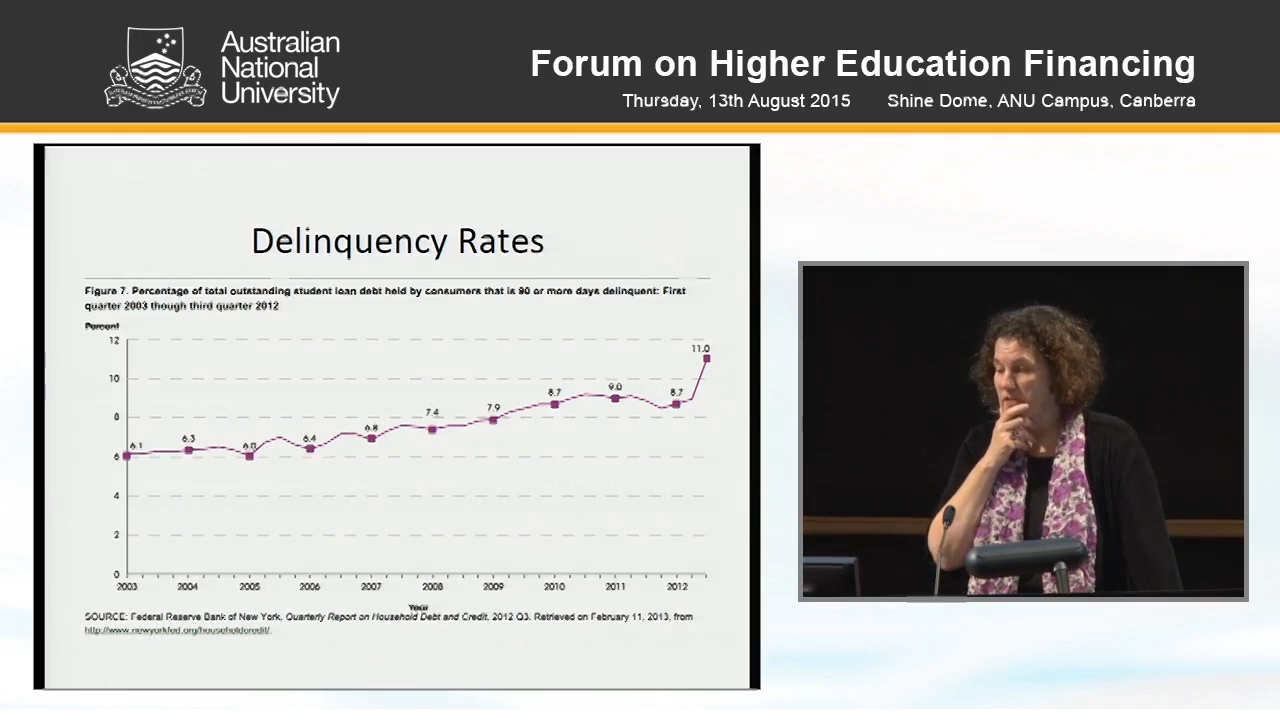 Australian
National
University
Forum on Higher Education Financing
Thursday, 13th August 2015 Shine Dome, ANU Campus, Canberra
Delinquency Rates
Figure 7. Percentage of total outstanding student loan debt held by consumers that is 90 or more days delinquent: First
quarter 2003 though third quarter 2012
Percent
12
10
8
6
4
2
0
6.1 6.3 6.0 6.4 6.8 7.4 7.9 8.7 9.0 8.7 11.0
2003 2004 2005 2006 2007 2008 2009 2010 2011 2012
Year
SOURCE: Federal Reserve Bank of New York, Quarterly Report on Household Debt and Credit, 2012 Q3. Retrieved on February 11, 2013, from
http://www.newyorkfed.org/householdcredit/.